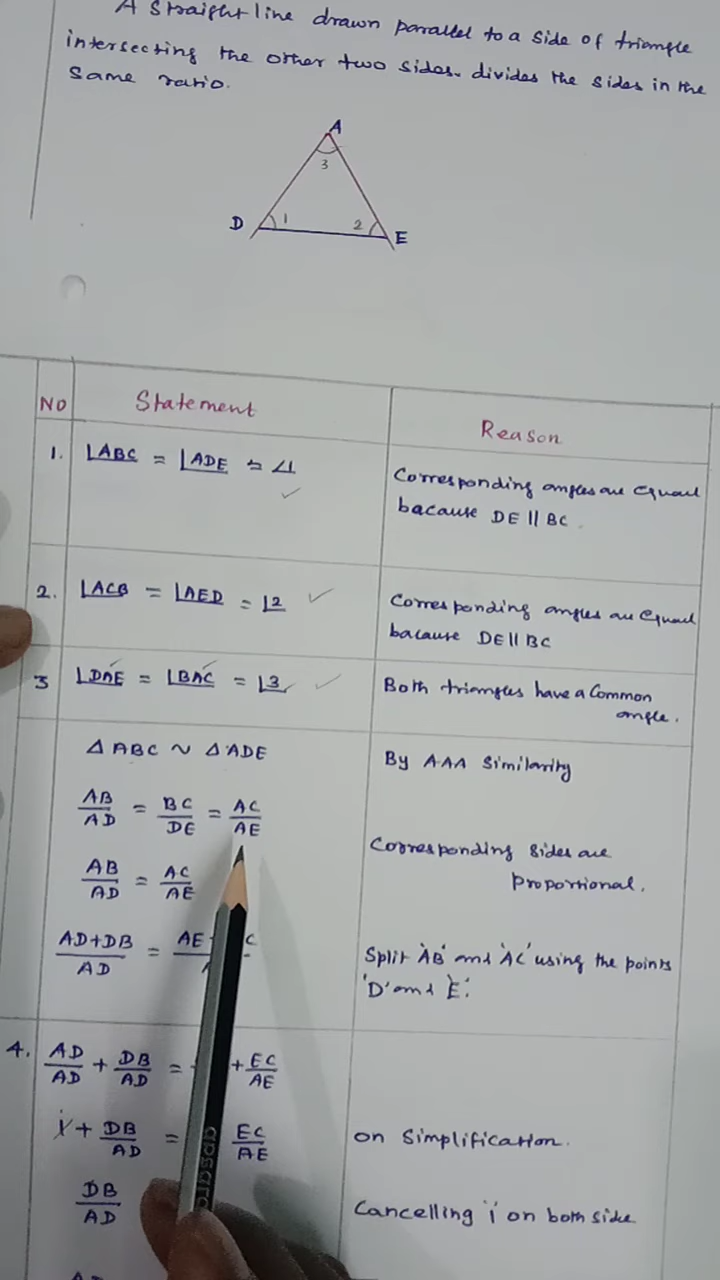 A Straight line drawn parallel to a side of triangle
intersecting the other two sides. divides the sides in the
same ratio.
A
3
D 1 2 E
No Statement Reason
1. ∠ABC = ∠ADE = ∠1
Corresponding angles are Equal
bacause DE || BC
2. ∠ACB = ∠AED = ∠2
Corresponding angles are Equal
bacause DE || BC
3 ∠DAE = ∠BAC = ∠3
Both triangles have a Common
angle.
Δ ABC ~ Δ ADE By AAA Similarity
AB/AD = BC/DE = AC/AE
Corresponding Sides are
Proportional.
AB/AD = AC/AE
AD+DB/AD = AE
Split 'AB' and 'AC' using the points
'D' and 'E'.
4. AD/AD + DB/AD = + EC/AE
1 + DB/AD = EC/AE on Simplification.
DB/AD Cancelling '1' on both side